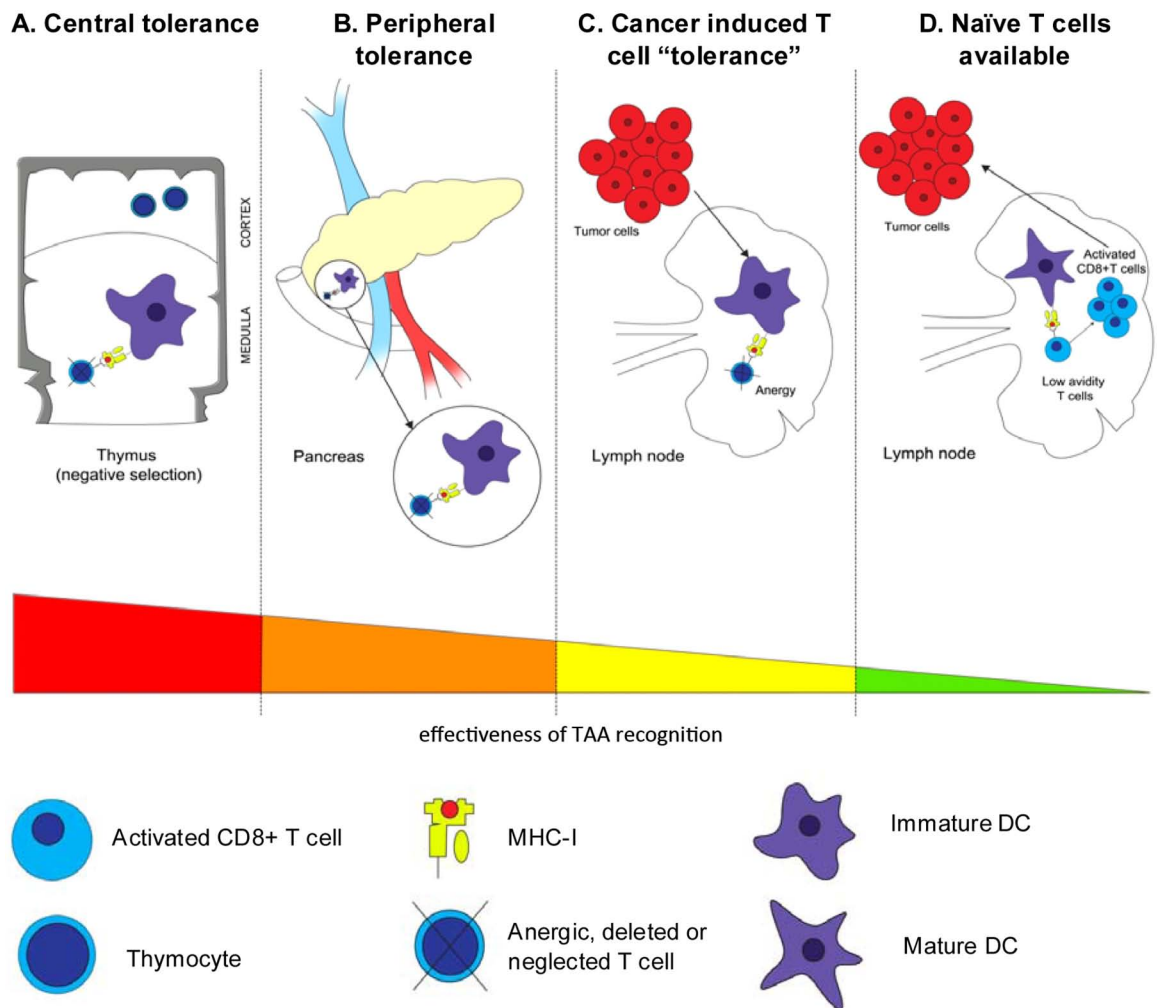 A. Central tolerance
B. Peripheral
tolerance
C. Cancer induced T
cell “tolerance”
D. Naïve T cells
available
CORTEX
MEDULLA
Thymus
(negative selection)
Pancreas
Tumor cells
Anergy
Lymph node
Tumor cells
Activated
CD8+T cells
Low avidity
T cells
Lymph node
effectiveness of TAA recognition
Activated CD8+ T cell
MHC-I
Immature DC
Thymocyte
Anergic, deleted or
neglected T cell
Mature DC